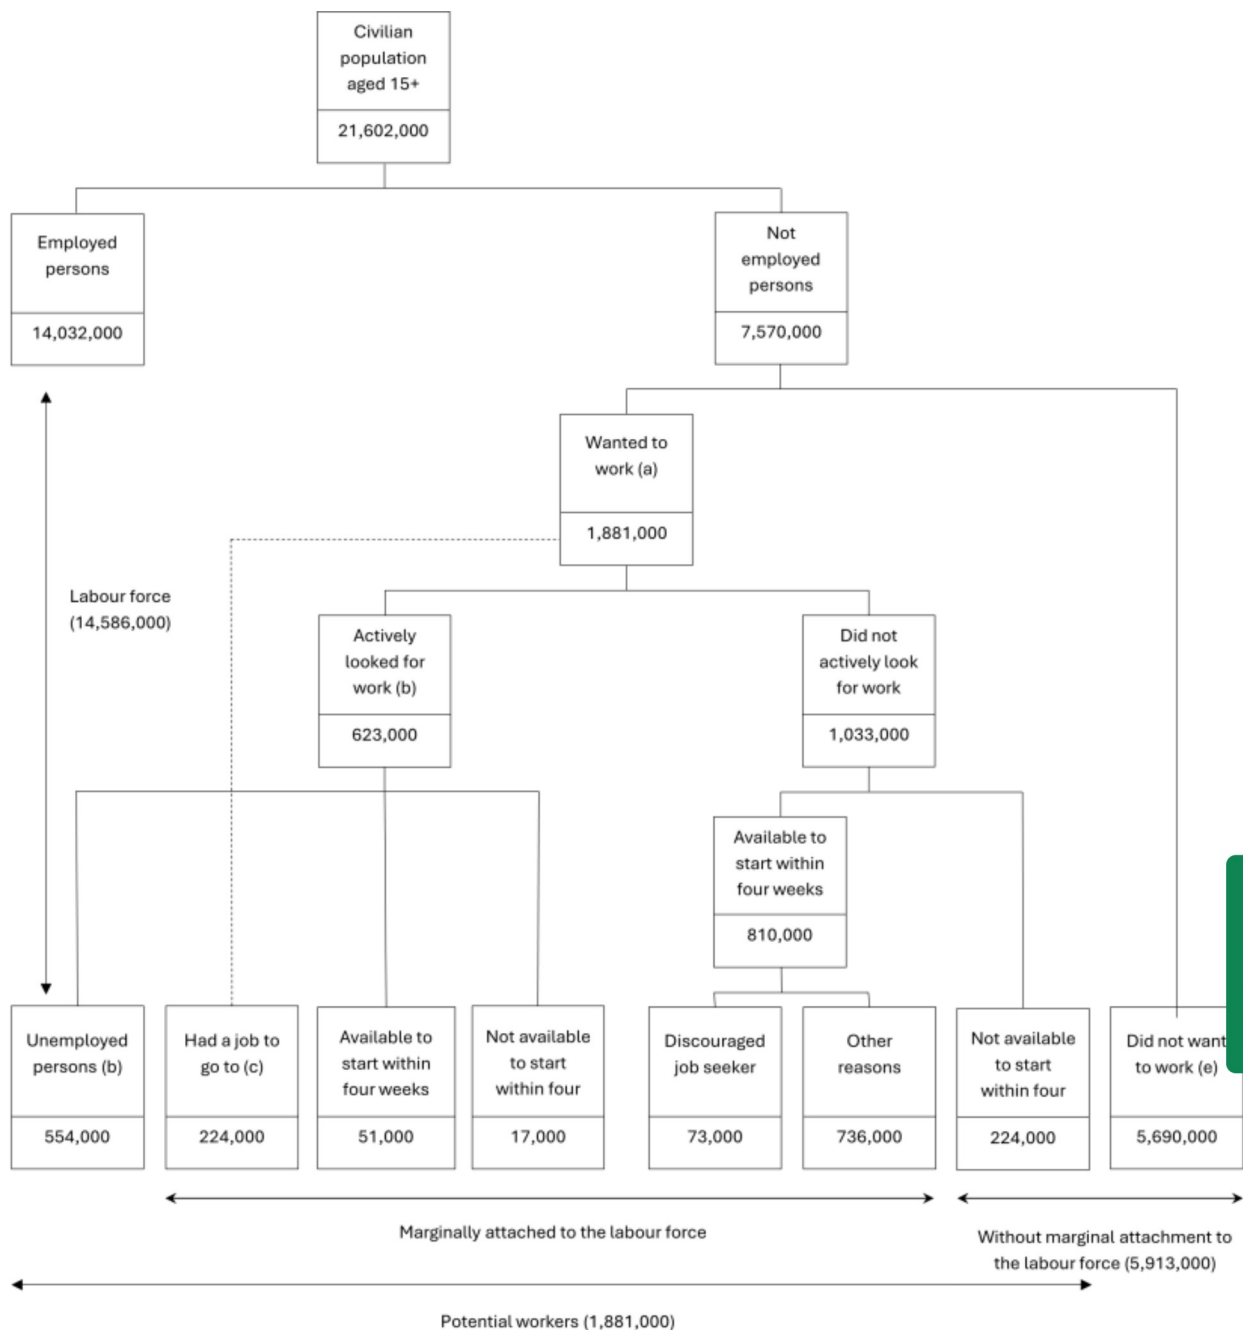 Civilian
population
aged 15+
21,602,000
Employed
persons
14,032,000
Not
employed
persons
7,570,000
Wanted to
work (a)
1,881,000
Labour force
(14,586,000)
Actively
looked for
work (b)
623,000
Did not
actively look
for work
1,033,000
Available to
start within
four weeks
810,000
Unemployed
persons (b)
554,000
Had a job to
go to (c)
224,000
Available to
start within
four weeks
51,000
Not available
to start
within four
17,000
Discouraged
job seeker
73,000
Other
reasons
736,000
Not available
to start
within four
224,000
Did not want
to work (e)
5,690,000
Marginally attached to the labour force
Without marginal attachment to
the labour force (5,913,000)
Potential workers (1,881,000)